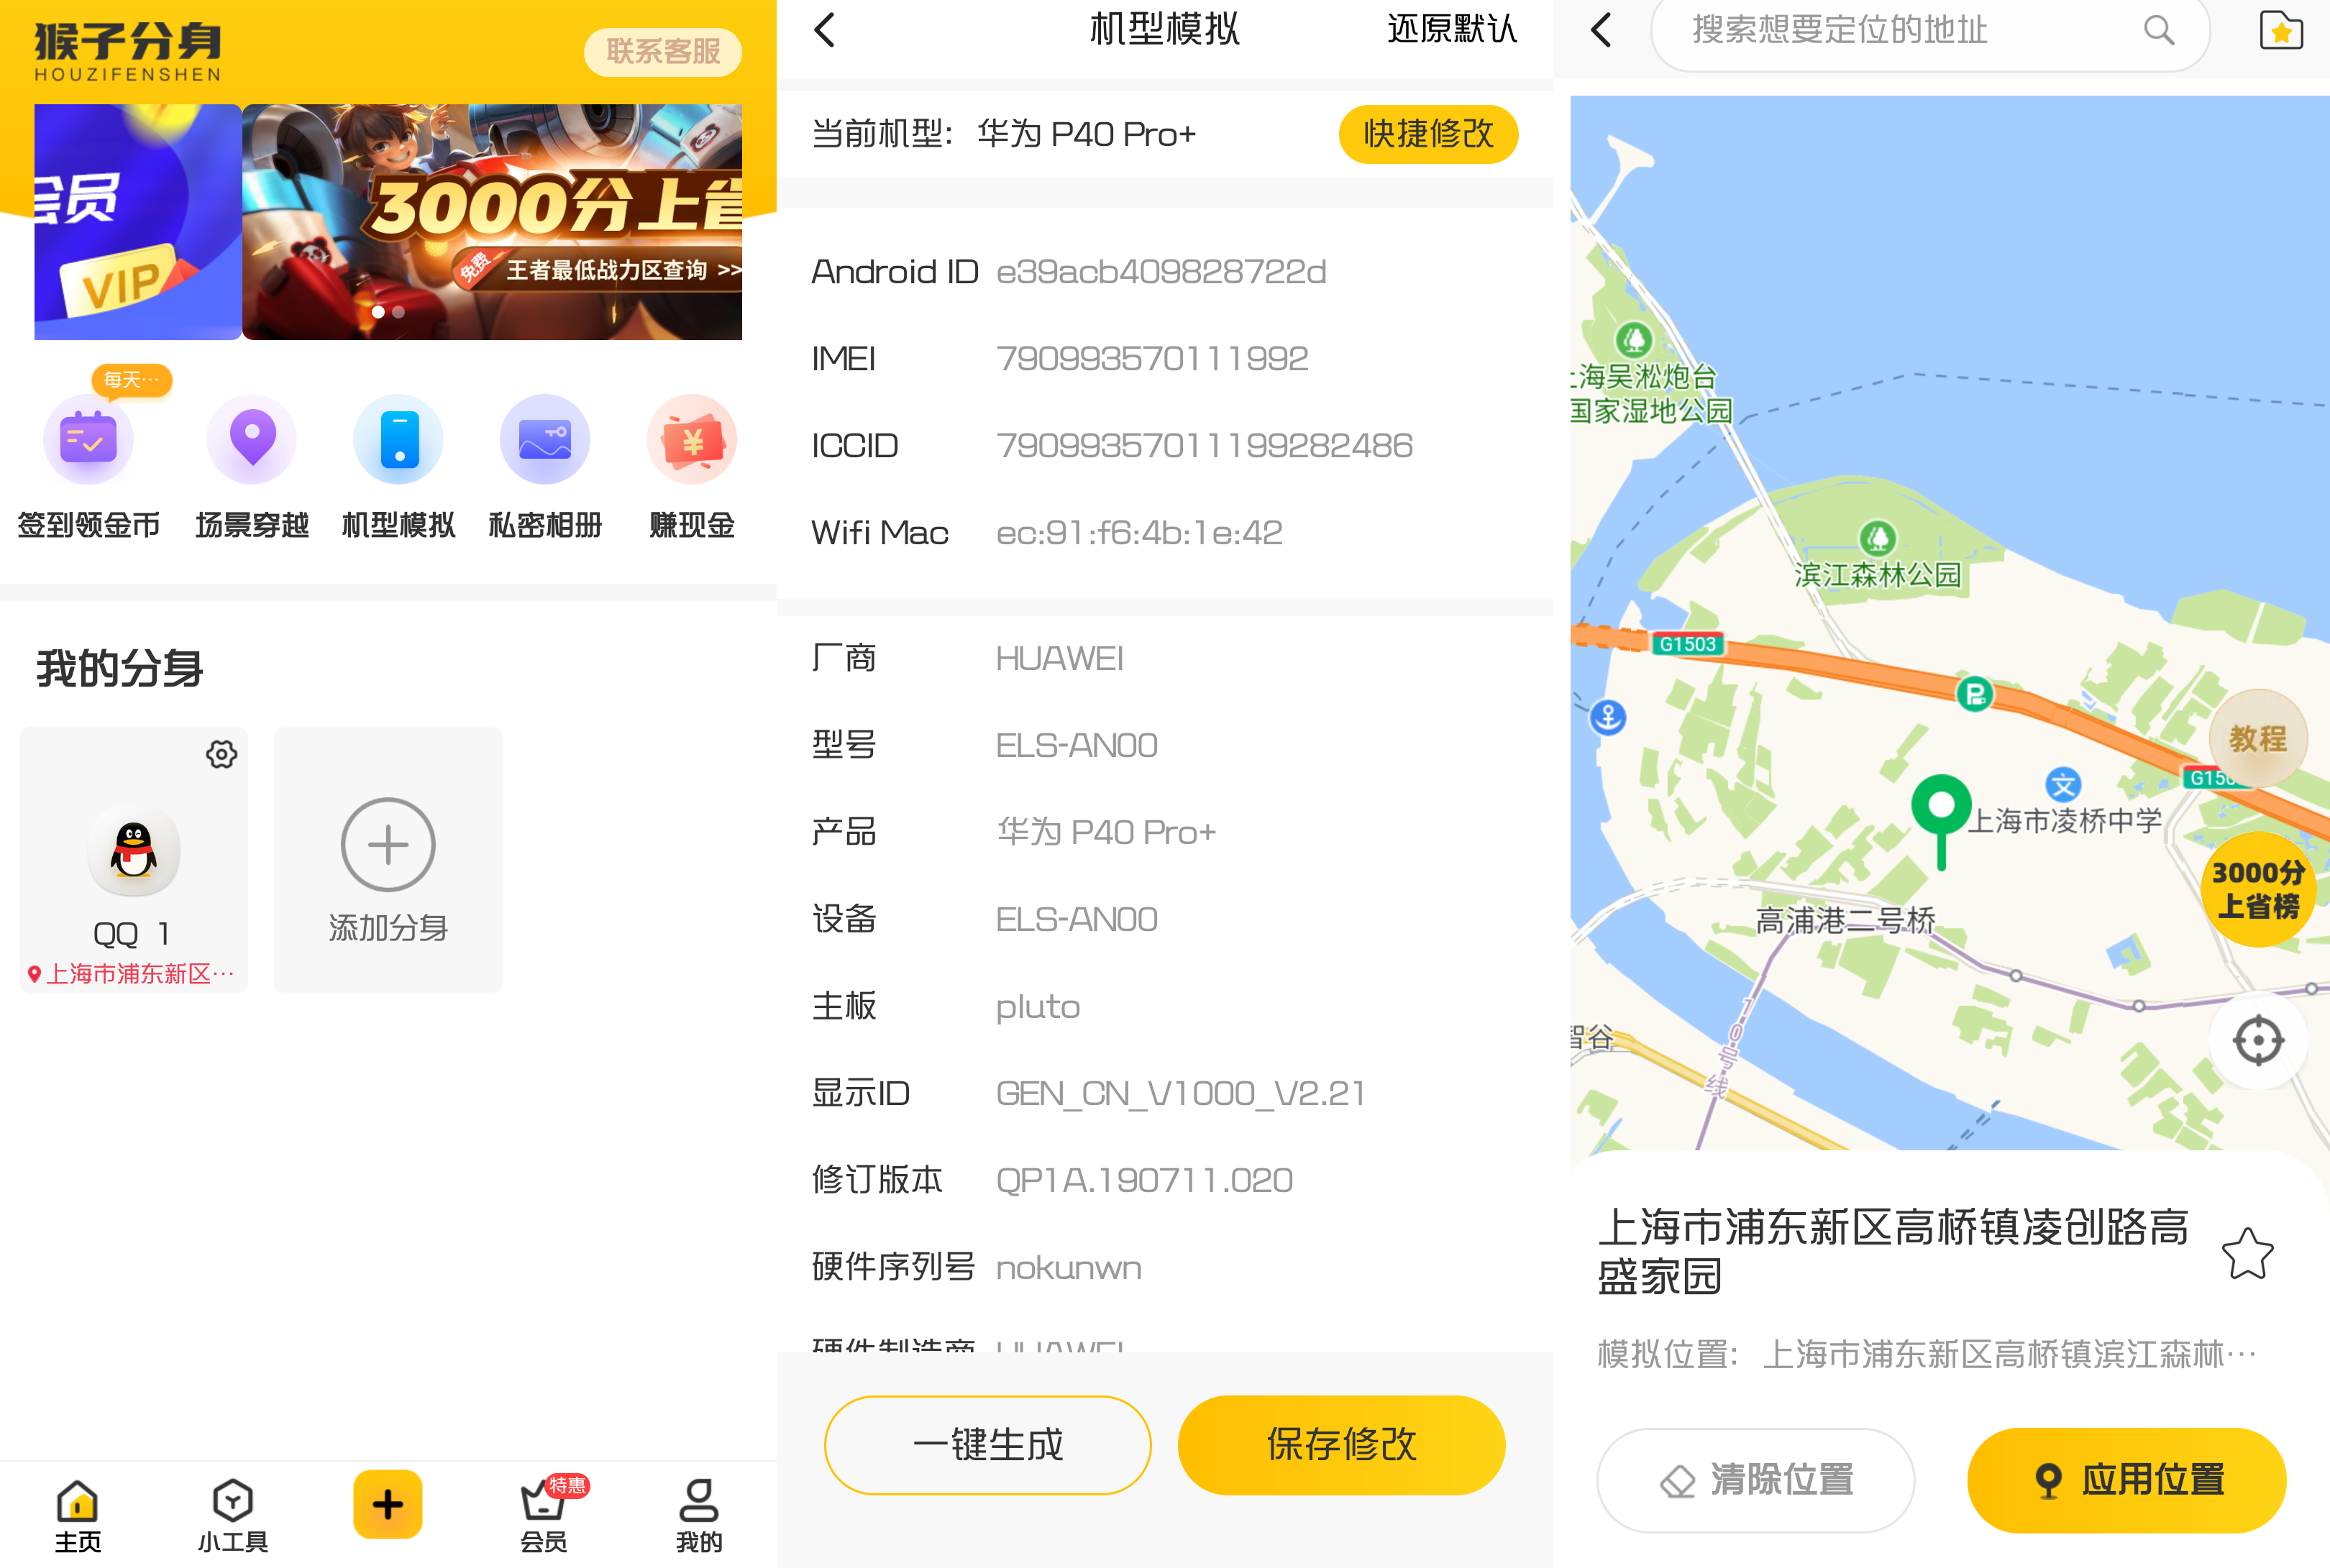 猴子分身
HOUZIFENSHEN
联系客服
会员
VIP
3000分上省
免费
王者最低战力区查询 >>
每天…
签到领金币
场景穿越
机型模拟
私密相册
赚现金
我的分身
QQ 1
上海市浦东新区…
添加分身
主页
小工具
特惠
会员
我的
机型模拟
还原默认
当前机型: 华为 P40 Pro+
快捷修改
Android ID e39acb409828722d
IMEI 790993570111992
ICCID 79099357011199282486
Wifi Mac ec:91:f6:4b:1e:42
厂商 HUAWEI
型号 ELS-AN00
产品 华为 P40 Pro+
设备 ELS-AN00
主板 pluto
显示ID GEN_CN_V1000_V2.21
修订版本 QP1A.190711.020
硬件序列号 nokunwn
硬件制造商 HUAWEI
一键生成
保存修改
搜索想要定位的地址
上海吴淞炮台
国家湿地公园
滨江森林公园
G1503
P
教程
G150
文
上海市凌桥中学
3000分
上省榜
高浦港二号桥
智谷
10号线
上海市浦东新区高桥镇凌创路高
盛家园
模拟位置: 上海市浦东新区高桥镇滨江森林…
清除位置
应用位置